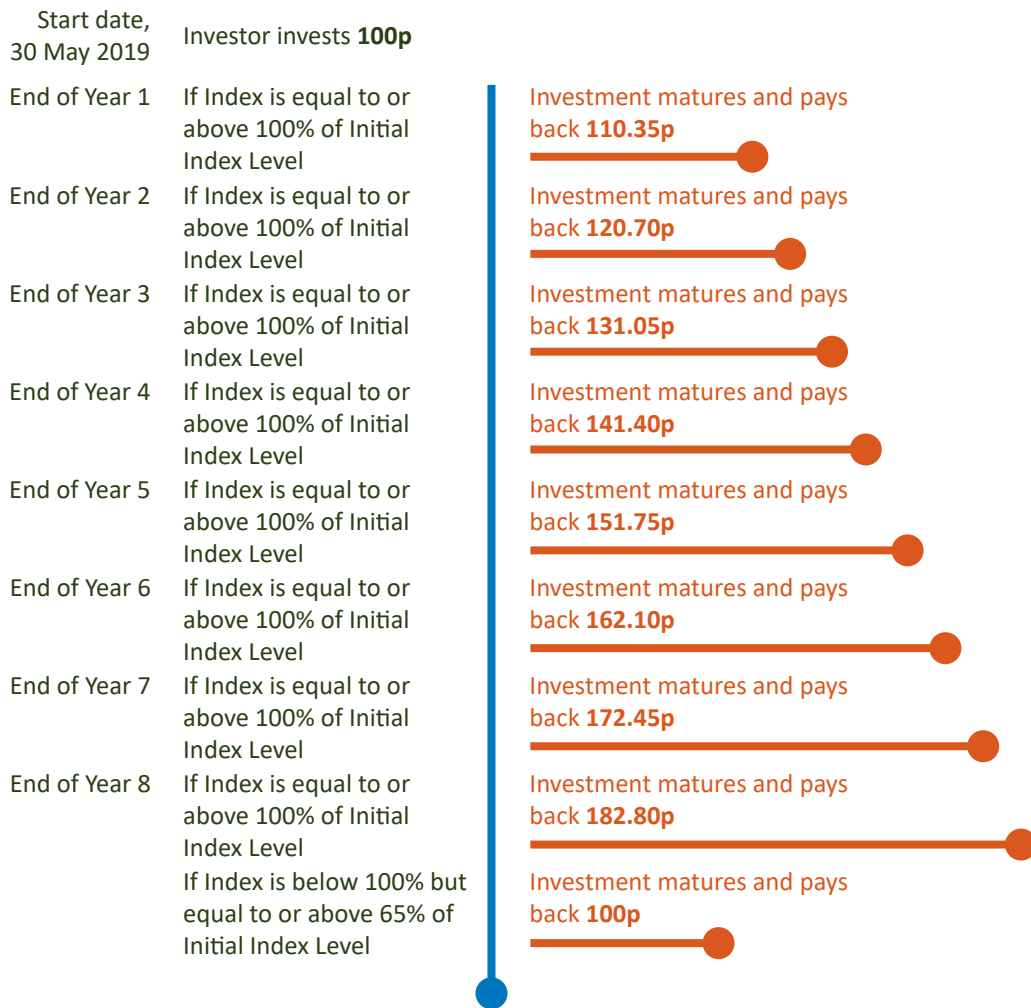 Start date,
30 May 2019
Investor invests 100p
End of Year 1
If Index is equal to or
above 100% of Initial
Index Level
Investment matures and pays
back 110.35p
End of Year 2
If Index is equal to or
above 100% of Initial
Index Level
Investment matures and pays
back 120.70p
End of Year 3
If Index is equal to or
above 100% of Initial
Index Level
Investment matures and pays
back 131.05p
End of Year 4
If Index is equal to or
above 100% of Initial
Index Level
Investment matures and pays
back 141.40p
End of Year 5
If Index is equal to or
above 100% of Initial
Index Level
Investment matures and pays
back 151.75p
End of Year 6
If Index is equal to or
above 100% of Initial
Index Level
Investment matures and pays
back 162.10p
End of Year 7
If Index is equal to or
above 100% of Initial
Index Level
Investment matures and pays
back 172.45p
End of Year 8
If Index is equal to or
above 100% of Initial
Index Level
Investment matures and pays
back 182.80p
If Index is below 100% but
equal to or above 65% of
Initial Index Level
Investment matures and pays
back 100p